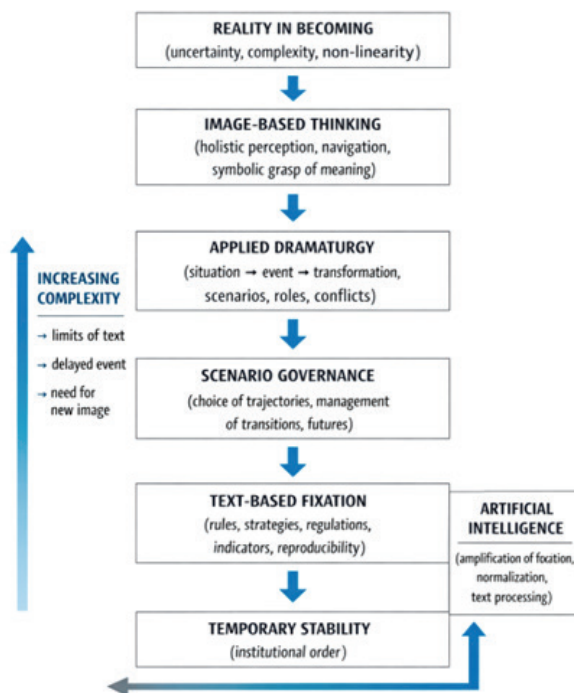 REALITY IN BECOMING
(uncertainty, complexity, non-linearity)
IMAGE-BASED THINKING
(holistic perception, navigation,
symbolic grasp of meaning)
APPLIED DRAMATURGY
(situation → event → transformation,
scenarios, roles, conflicts)
INCREASING
COMPLEXITY
→ limits of text
→ delayed event
→ need for
new image
SCENARIO GOVERNANCE
(choice of trajectories, management
of transitions, futures)
TEXT-BASED FIXATION
(rules, strategies, regulations,
indicators, reproducibility)
ARTIFICIAL
INTELLIGENCE
(amplification of focation,
normalization,
text processing)
TEMPORARY STABILITY
(institutional order)